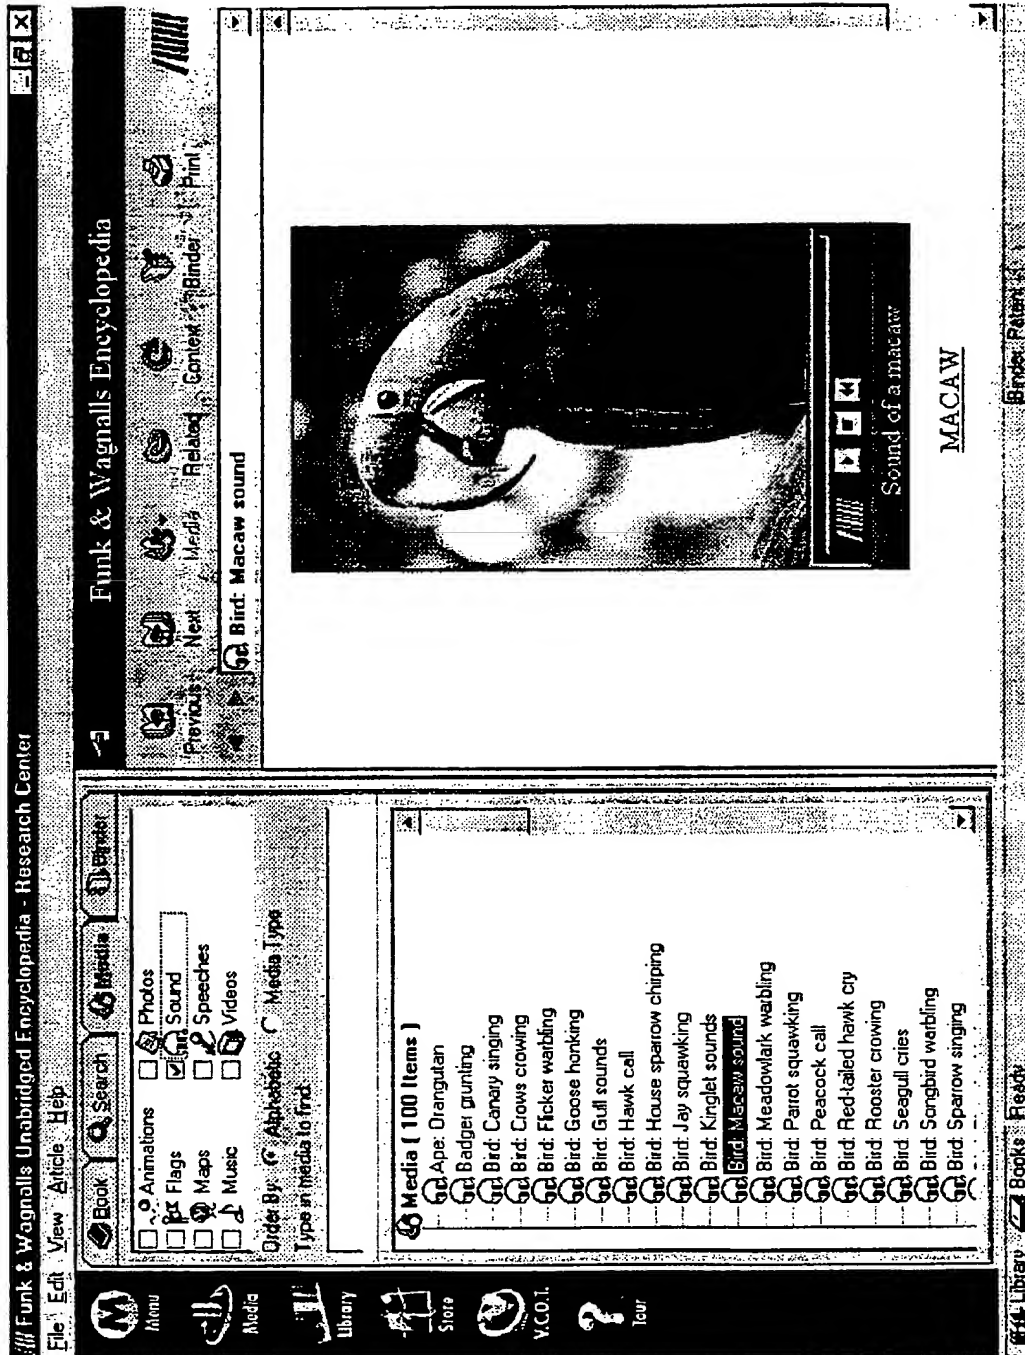 Funk & Wagnalls Unabridged Encyclopedia - Research Center
File Edit View Article Help
Menu
Media
Library
Store
Y.C.O.T.
Tour
Book
Search
Media
Binder
Animations
Photos
Flags
Sound
Maps
Speeches
Music
Videos
Order By: Alphabetic Media Type
Type in media to find:
Media ( 100 Items )
Ape: Orangutan
Badger grunting
Bird: Canary singing
Bird: Crows crowing
Bird: Flicker warbling
Bird: Goose honking
Bird: Gull sounds
Bird: Hawk call
Bird: House sparrow chirping
Bird: Jay squawking
Bird: Kinglet sounds
Bird: Macaw sound
Bird: Meadowlark warbling
Bird: Parrot squawking
Bird: Peacock call
Bird: Red-tailed hawk cry
Bird: Rooster crowing
Bird: Seagull cries
Bird: Songbird warbling
Bird: Sparrow singing
Funk & Wagnalls Encyclopedia
Previous Next Media Related Context Binder Print
Bird: Macaw sound
Sound of a macaw
MACAW
Library Books Ready
Binder: Patent